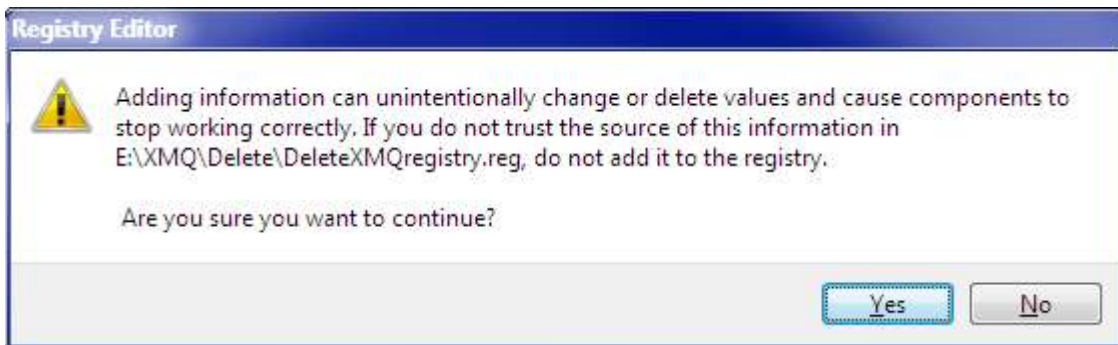 Registry Editor
Adding information can unintentionally change or delete values and cause components to
stop working correctly. If you do not trust the source of this information in
E:\XMQ\Delete\DeleteXMQregistry.reg, do not add it to the registry.
Are you sure you want to continue?
Yes No